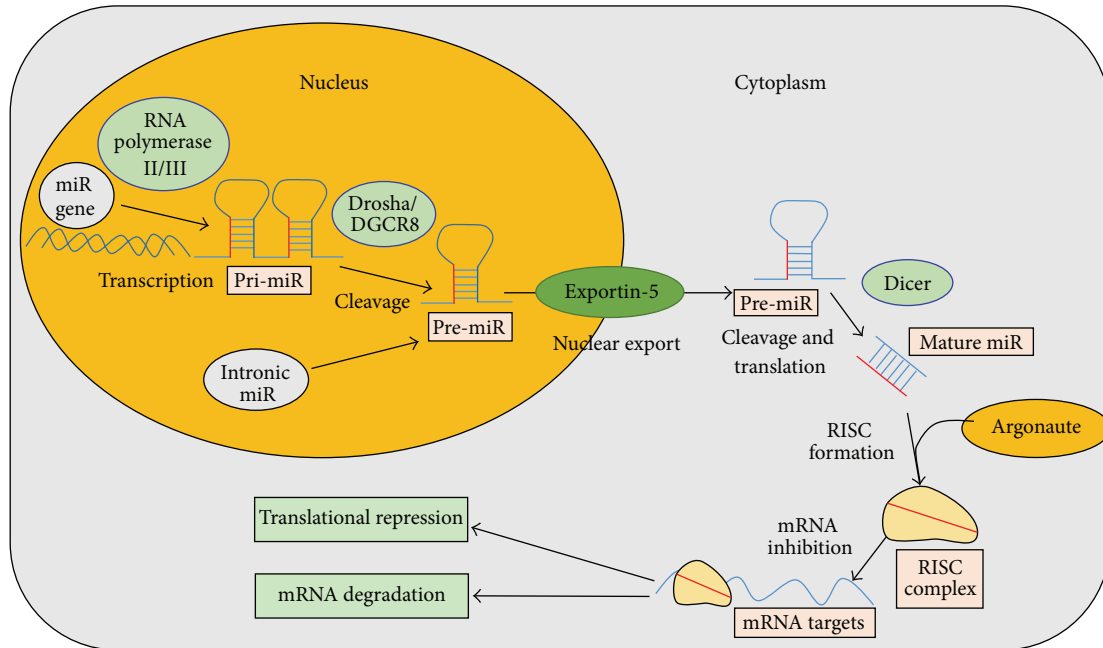 Nucleus
Cytoplasm
RNA
polymerase
II/III
miR
gene
Drosha/
DGCR8
Transcription
Pri-miR
Cleavage
Pre-miR
Exportin-5
Nuclear export
Intronic
miR
Pre-miR
Dicer
Cleavage and
translation
Mature miR
RISC
formation
Argonaute
RISC
complex
mRNA
inhibition
mRNA targets
Translational repression
mRNA degradation